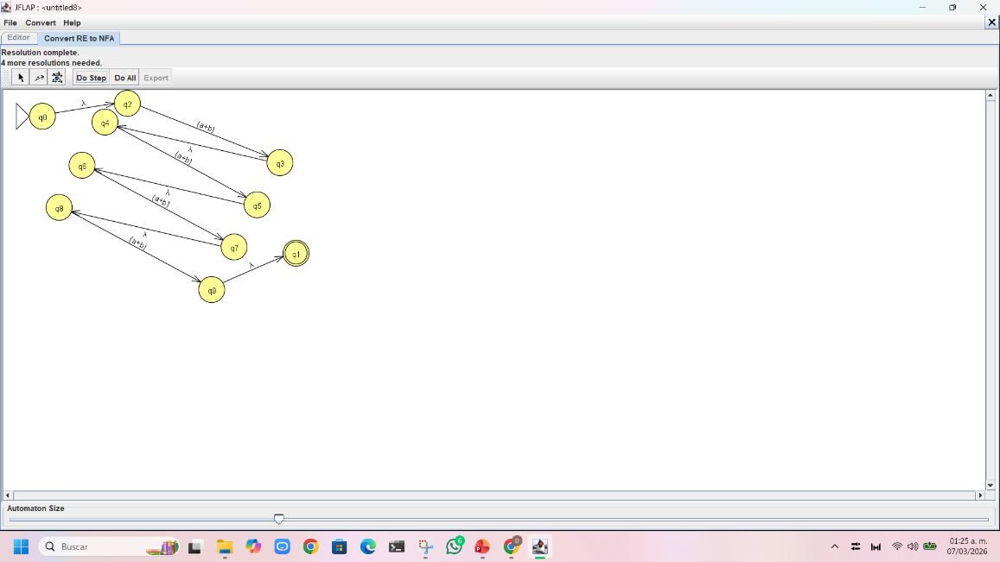 JFLAP : <untitled8>
File Convert Help
Editor Convert RE to NFA
Resolution complete.
4 more resolutions needed.
Do Step Do All Export
q0
λ
q2
q4
(a+b)
λ
(a+b)
q3
q6
λ
(a+b)
q5
q8
λ
(a+b)
q7
λ
q1
q9
Automaton Size
Buscar
6
0
01:25 a. m.
07/03/2026